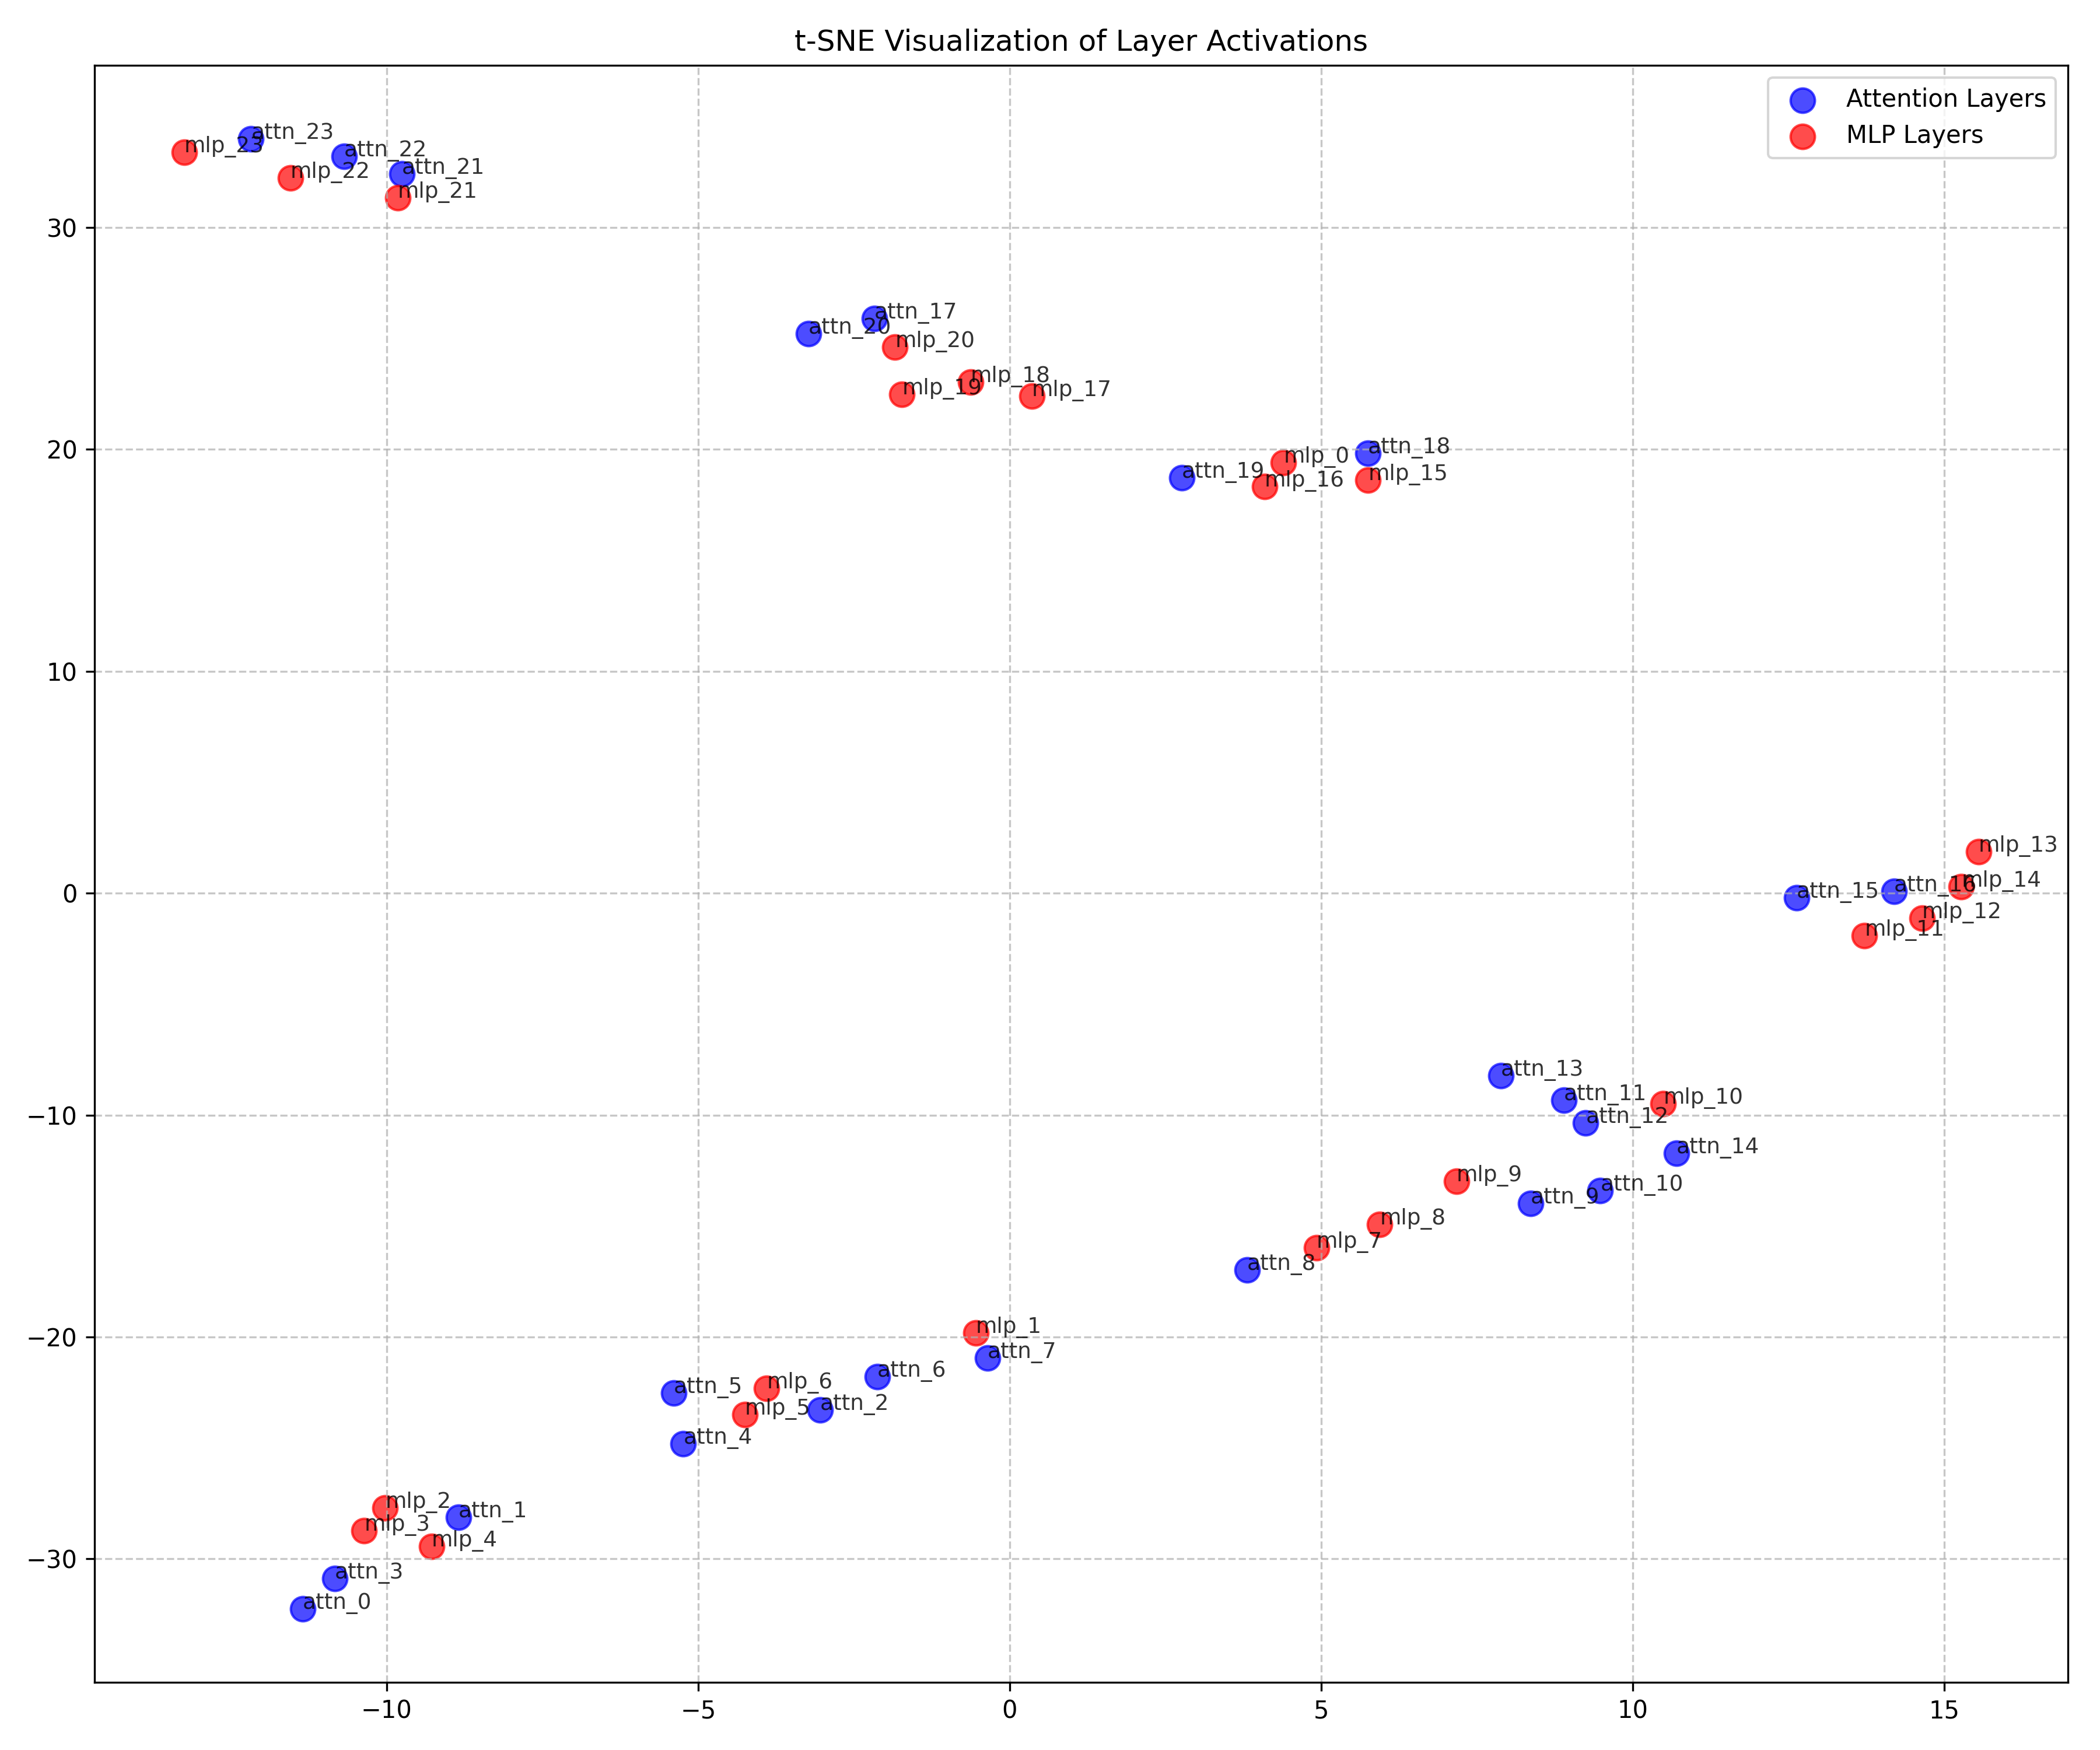 t-SNE Visualization of Layer Activations
Attention Layers
MLP Layers
attn_23
mlp_23
attn_22
attn_21
mlp_22
mlp_21
30
attn_17
attn_20
mlp_20
mlp_18
mlp_19
mlp_17
20
mlp_0
attn_18
attn_19
mlp_16
mlp_15
10
mlp_13
0
attn_15
attn_16
mlp_14
mlp_12
mlp_11
attn_13
attn_11
mlp_10
−10
attn_12
attn_14
mlp_9
attn_9
attn_10
mlp_8
mlp_7
attn_8
−20
mlp_1
attn_7
attn_6
attn_5
mlp_6
attn_2
mlp_5
attn_4
mlp_2
attn_1
mlp_3
mlp_4
−30
attn_3
attn_0
−10
−5
0
5
10
15